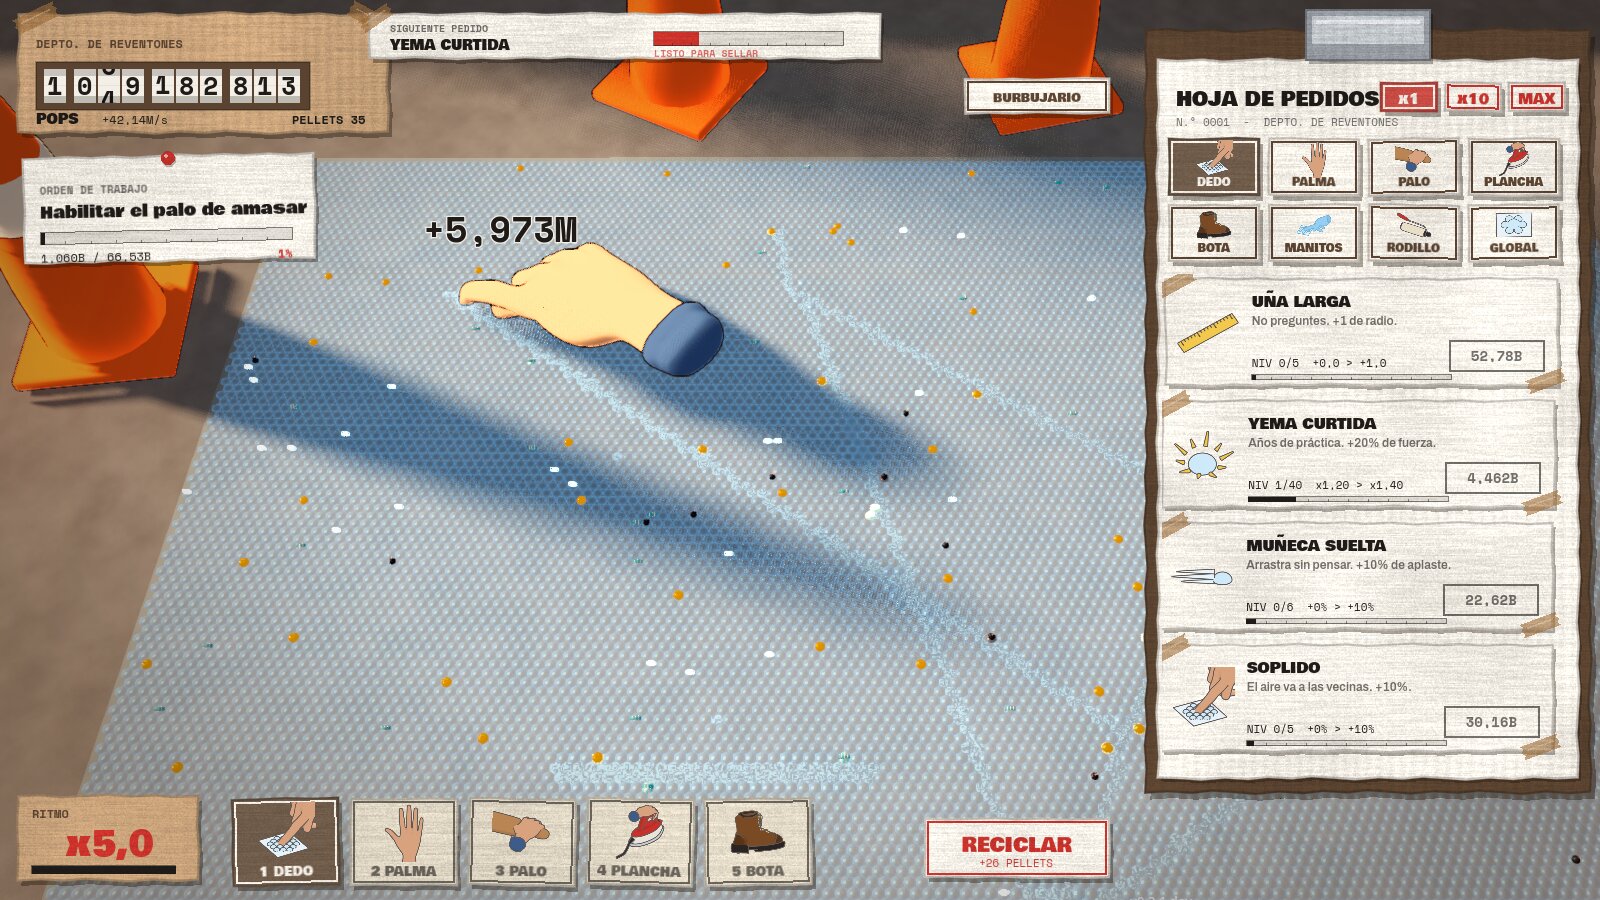 DEPTO. DE REVENTONES
POPS +42,14M/s PELLETS 35
SIGUIENTE PEDIDO
YEMA CURTIDA
LISTO PARA SELLAR
BURBUJARIO
ORDEN DE TRABAJO
Habilitar el palo de amasar
1,060B / 66,53B 1%
+5,973M
HOJA DE PEDIDOS x1 x10 MAX
N.° 0001 - DEPTO. DE REVENTONES
DEDO PALMA PALO PLANCHA
BOTA MANITOS RODILLO GLOBAL
UÑA LARGA
No preguntes. +1 de radio.
NIV 0/5 +0,0 > +1,0 52,78B
YEMA CURTIDA
Años de práctica. +20% de fuerza.
NIV 1/40 x1,20 > x1,40 4,462B
MUÑECA SUELTA
Arrastra sin pensar. +10% de aplaste.
NIV 0/6 +0% > +10% 22,62B
SOPLIDO
El aire va a las vecinas. +10%.
NIV 0/5 +0% > +10% 30,16B
RITMO
x5,0
1 DEDO 2 PALMA 3 PALO 4 PLANCHA 5 BOTA
RECICLAR
+26 PELLETS